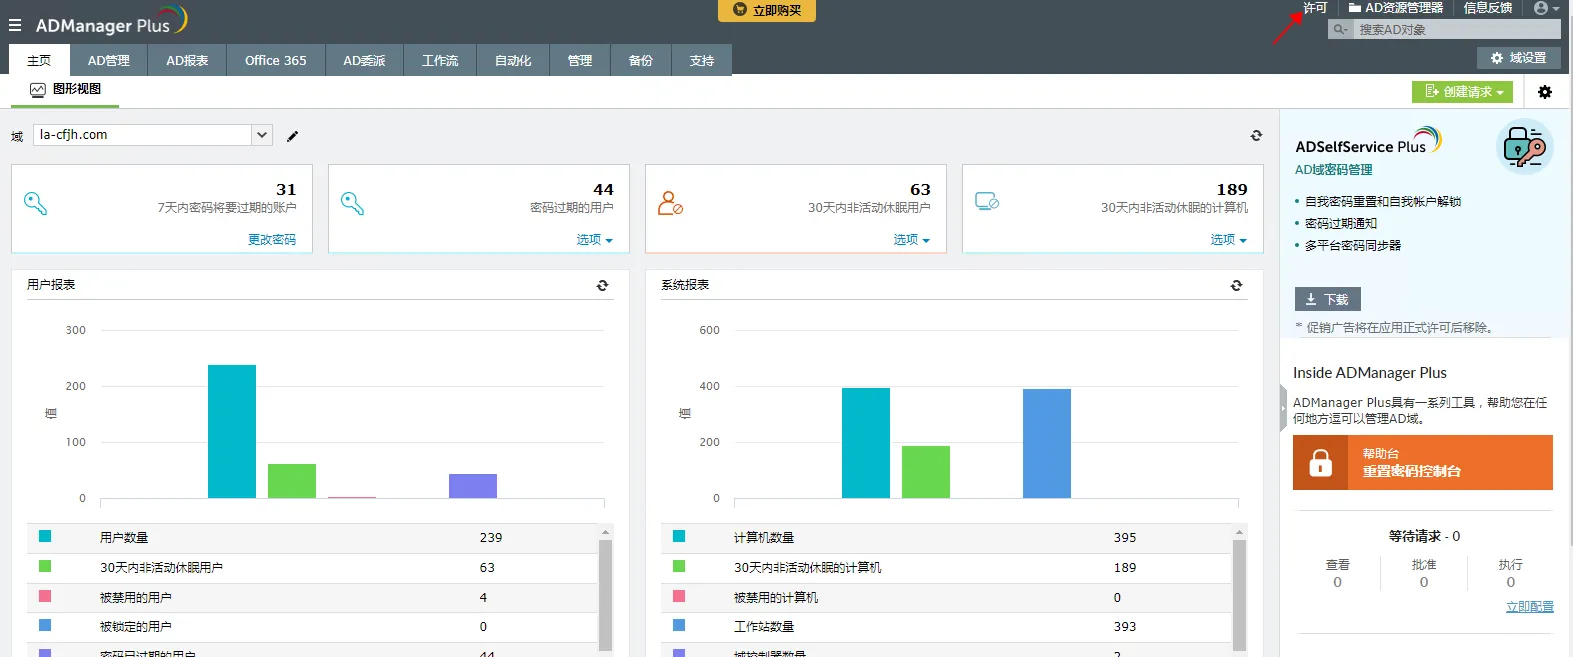 ADManager Plus
立即购买
许可
AD资源管理器
信息反馈
搜索AD对象
主页
AD管理
AD报表
Office 365
AD委派
工作流
自动化
管理
备份
支持
域设置
图形视图
创建请求
域
la-cfjh.com
31
7天内密码将要过期的账户
更改密码
44
密码过期的用户
选项
63
30天内非活动休眠用户
选项
189
30天内非活动休眠的计算机
选项
用户报表
300
200
100
0
值
用户数量 239
30天内非活动休眠用户 63
被禁用的用户 4
被锁定的用户 0
密码已过期的用户 44
系统报表
600
400
200
0
值
计算机数量 395
30天内非活动休眠的计算机 189
被禁用的计算机 0
工作站数量 393
域控制器数量 2
ADSelfService Plus
AD域密码管理
• 自我密码重置和自我帐户解锁
• 密码过期通知
• 多平台密码同步器
下载
* 促销广告将在应用正式许可后移除。
Inside ADManager Plus
ADManager Plus具有一系列工具，帮助您在任
何地方逗可以管理AD域。
帮助台
重置密码控制台
等待请求 - 0
查看 批准 执行
0 0 0
立即配置